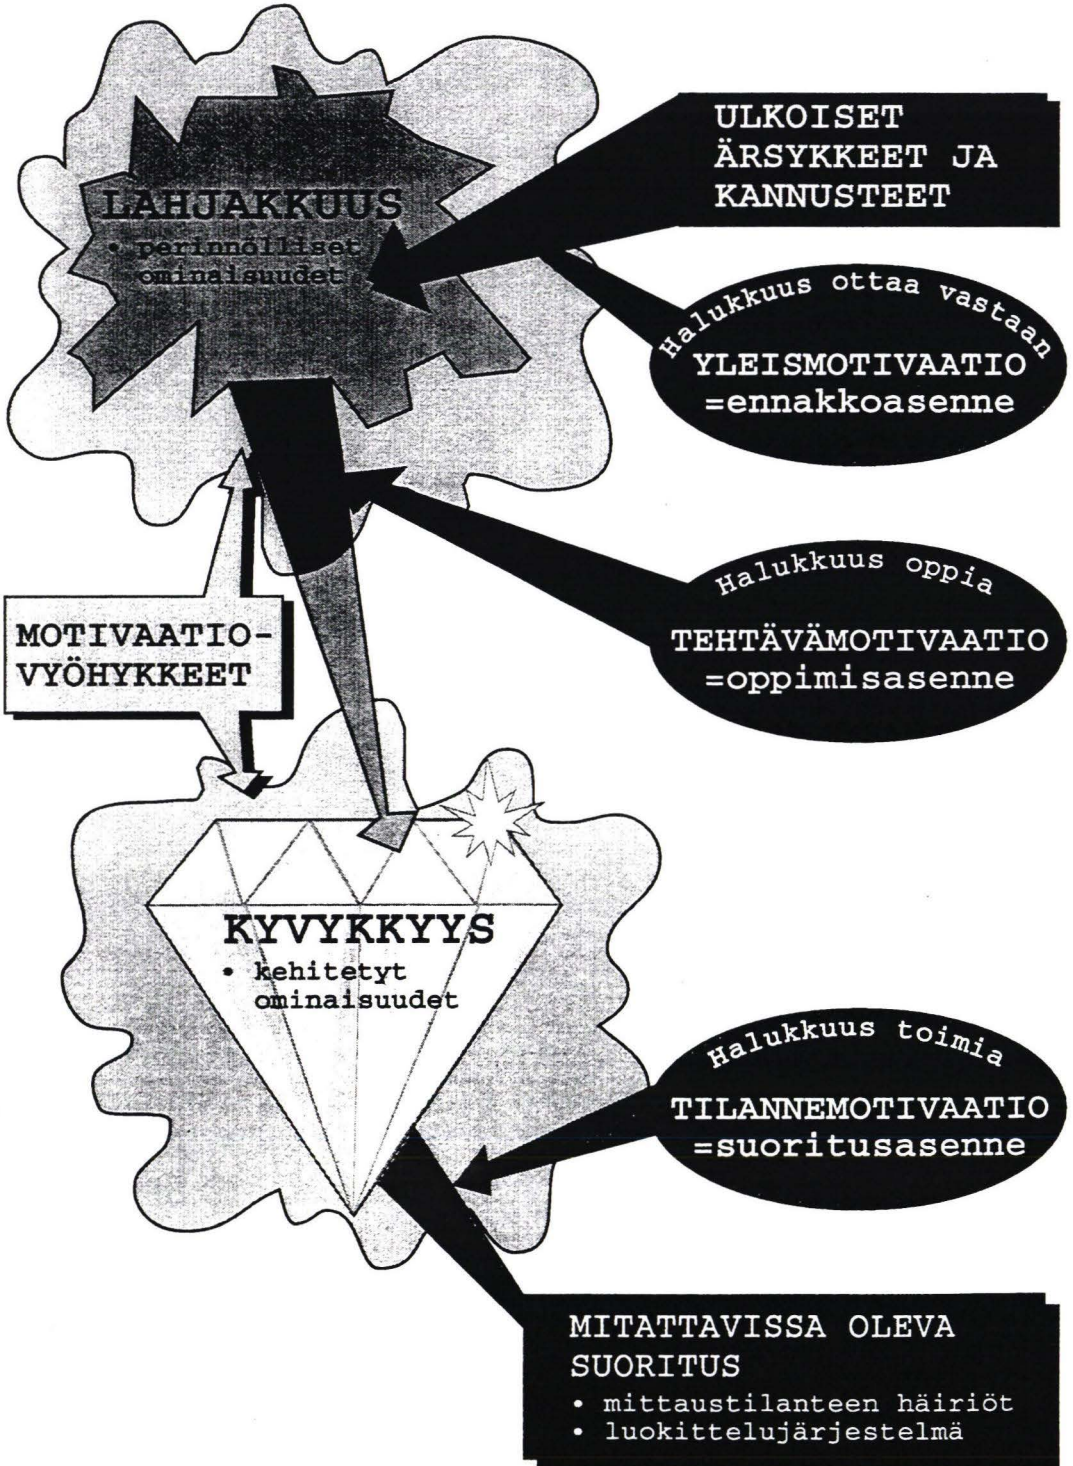 ULKOISET
ÄRSYKKEET JA
KANNUSTEET
LAHJAKKUUS
• perinnölliset
ominaisuudet
Halukkuus ottaa vastaan
YLEISMOTIVAATIO
=ennakkoasenne
Halukkuus oppia
TEHTÄVÄMOTIVAATIO
=oppimisasenne
MOTIVAATIO-
VYÖHYKKEET
KYVYKKYYS
• kehitetyt
ominaisuudet
Halukkuus toimia
TILANNEMOTIVAATIO
=suoritusasenne
MITATTAVISSA OLEVA
SUORITUS
• mittaustilanteen häiriöt
• luokittelujärjestelmä